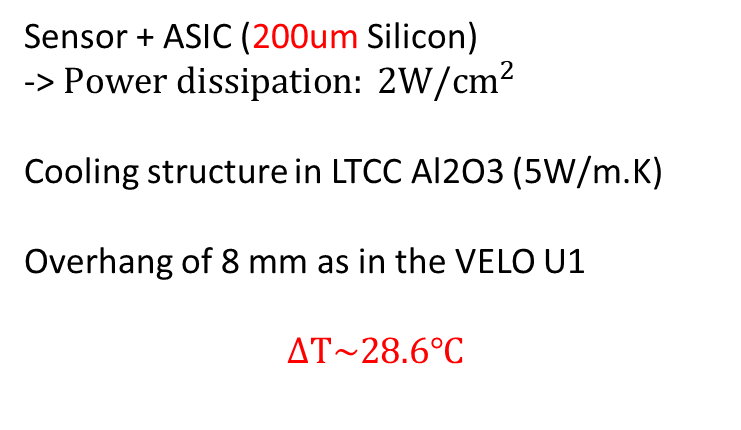 Sensor + ASIC (200um Silicon)
-> Power dissipation: 2W/cm²
Cooling structure in LTCC Al2O3 (5W/m.K)
Overhang of 8 mm as in the VELO U1
ΔT~28.6°C